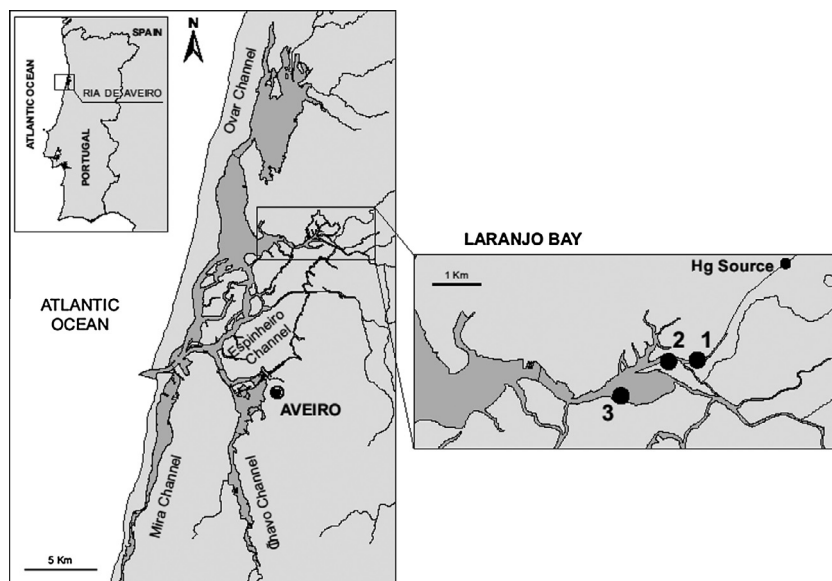 SPAIN
ATLANTIC OCEAN
RIA DE AVEIRO
PORTUGAL
N
Ovar Channel
ATLANTIC
OCEAN
Espinheiro
Channel
AVEIRO
Mira Channel
Channel
5 Km
LARANJO BAY
1 Km
Hg Source
2
1
3